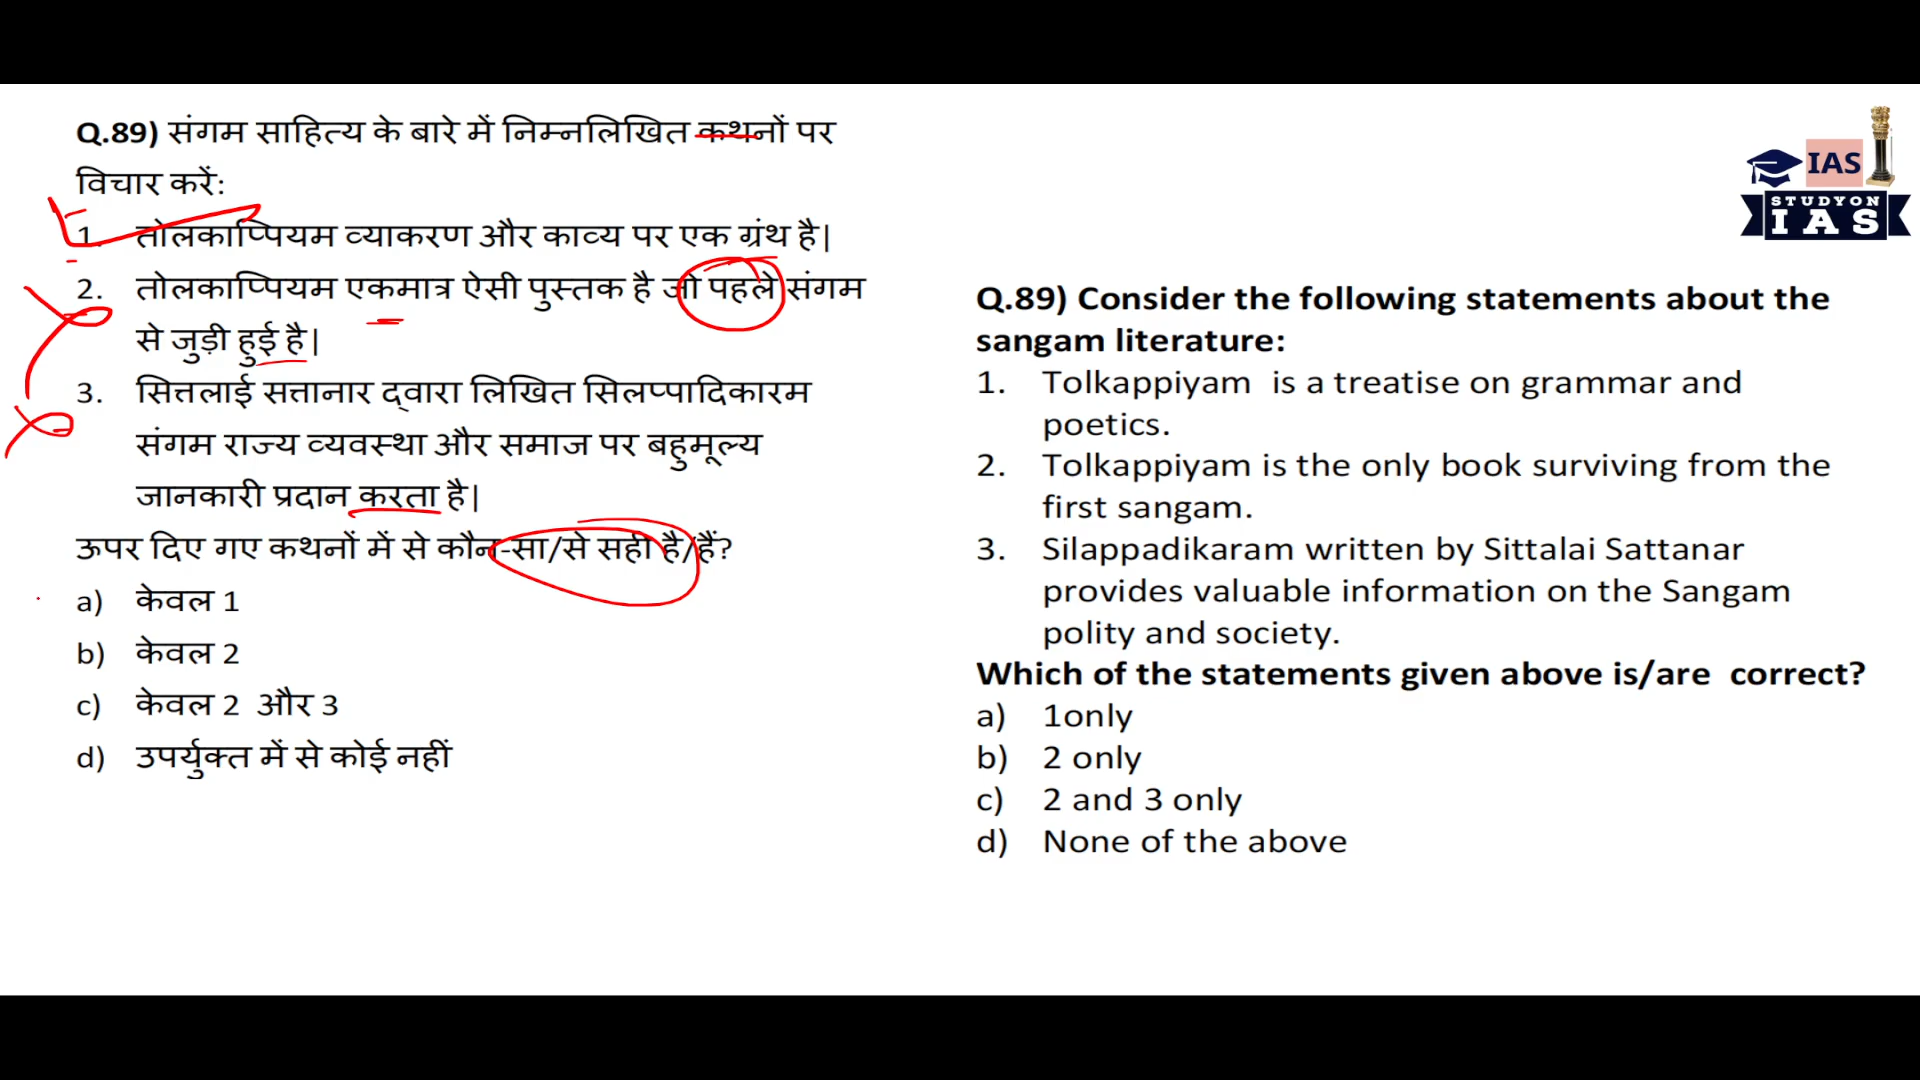 Q.89) संगम साहित्य के बारे में निम्नलिखित कथनों पर
विचार करें:
1. तोलकाप्पियम व्याकरण और काव्य पर एक ग्रंथ है|
2. तोलकाप्पियम एकमात्र ऐसी पुस्तक है जो पहले संगम
से जुड़ी हुई है|
3. सित्तलाई सत्तानार द्वारा लिखित सिलप्पादिकारम
संगम राज्य व्यवस्था और समाज पर बहुमूल्य
जानकारी प्रदान करता है|
ऊपर दिए गए कथनों में से कौन-सा/से सही है/हैं?
a) केवल 1
b) केवल 2
c) केवल 2 और 3
d) उपर्युक्त में से कोई नहीं
IAS
STUDYON
IAS
Q.89) Consider the following statements about the
sangam literature:
1. Tolkappiyam is a treatise on grammar and
poetics.
2. Tolkappiyam is the only book surviving from the
first sangam.
3. Silappadikaram written by Sittalai Sattanar
provides valuable information on the Sangam
polity and society.
Which of the statements given above is/are correct?
a) 1only
b) 2 only
c) 2 and 3 only
d) None of the above